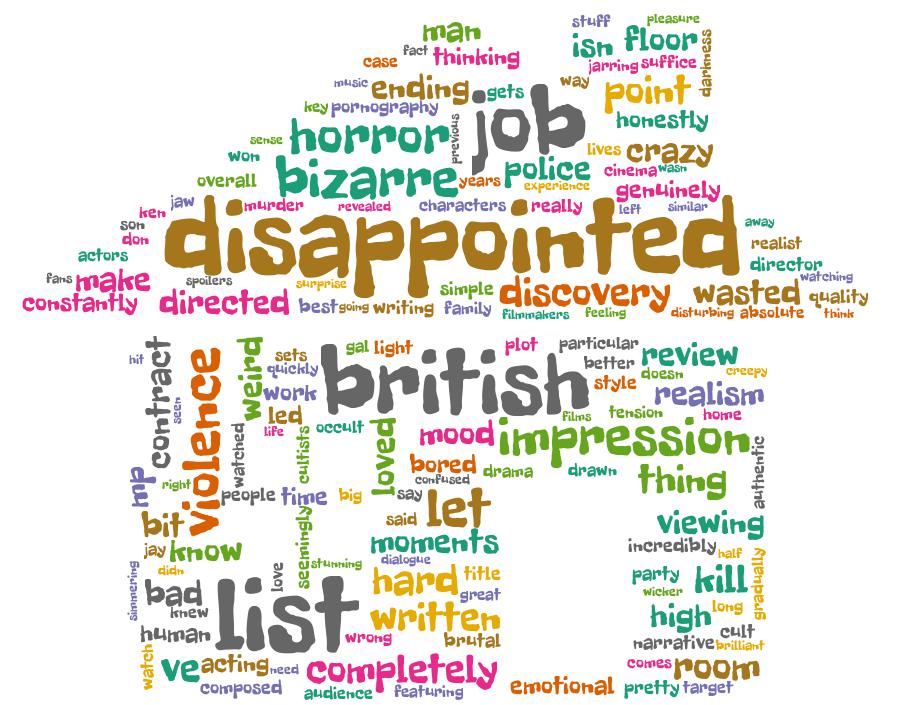 stuff pleasure
man isn floor
fact thinking
case jarring suffice darkness
music ending gets way point
key pornography job honestly
sense horror previous
won bizarre police lives crazy
overall years experience cinema wasn
jaw genuinely
ken murder revealed characters really left similar
son disappointed away
don realist
actors director
fans make spoilers surprise simple discovery wasted watching
constantly directed best going writing family quality
filmmakers feeling disturbing absolute think
hit contract violence weird sets gal light plot particular review
quickly british better doesn creepy
seen work style realism
led films tension home
life occult loved mood impression
watched cultists bored drama drawn authentic
mp right confused thing
people time big say
bit seemingly said let viewing
jay know moments incredibly half
didn stunning dialogue
simmering love hard title party kill gradually
bad great wicker
knew list written high long
human wrong brutal cult
narrative brilliant
watch ve acting need completely comes room
composed audience featuring emotional pretty target